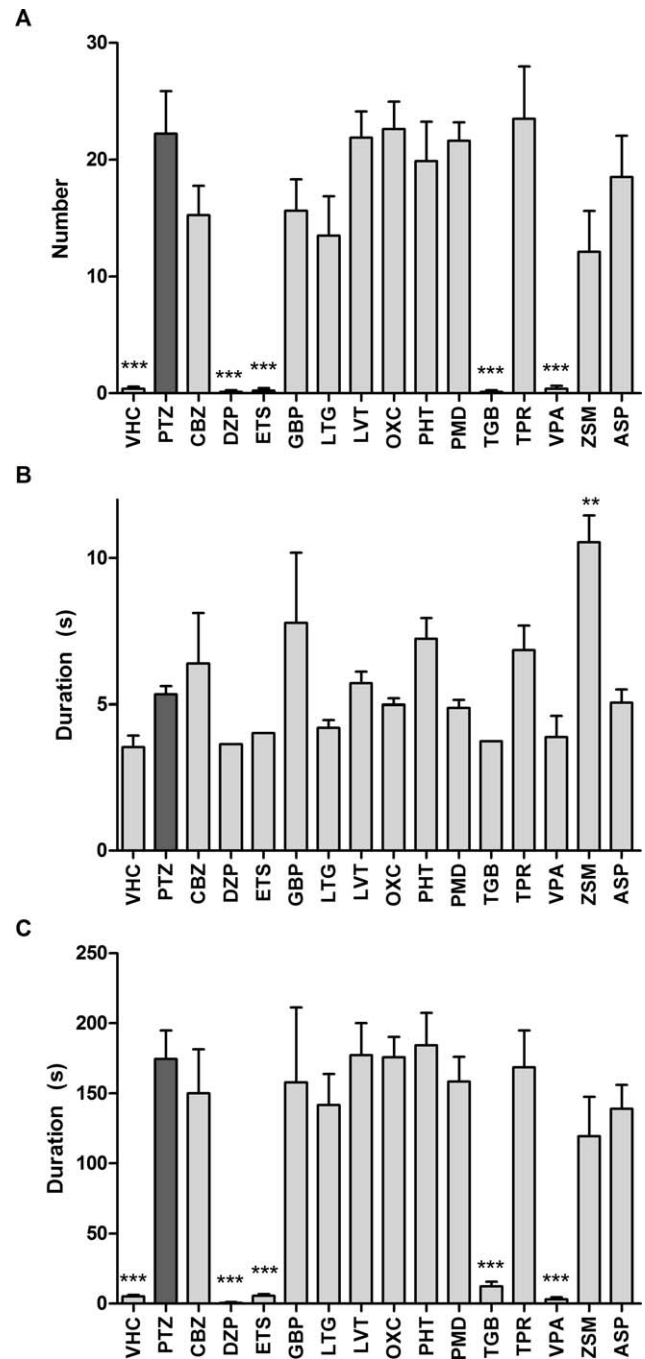 A
30
20
10
0
Number
***
***
***
***
***
VHC PTZ CBZ DZP ETS GBP LTG LVT OXC PHT PMD TGB TPR VPA ZSM ASP
B
10
5
0
Duration (s)
**
VHC PTZ CBZ DZP ETS GBP LTG LVT OXC PHT PMD TGB TPR VPA ZSM ASP
C
250
200
150
100
50
0
Duration (s)
***
***
***
***
***
VHC PTZ CBZ DZP ETS GBP LTG LVT OXC PHT PMD TGB TPR VPA ZSM ASP